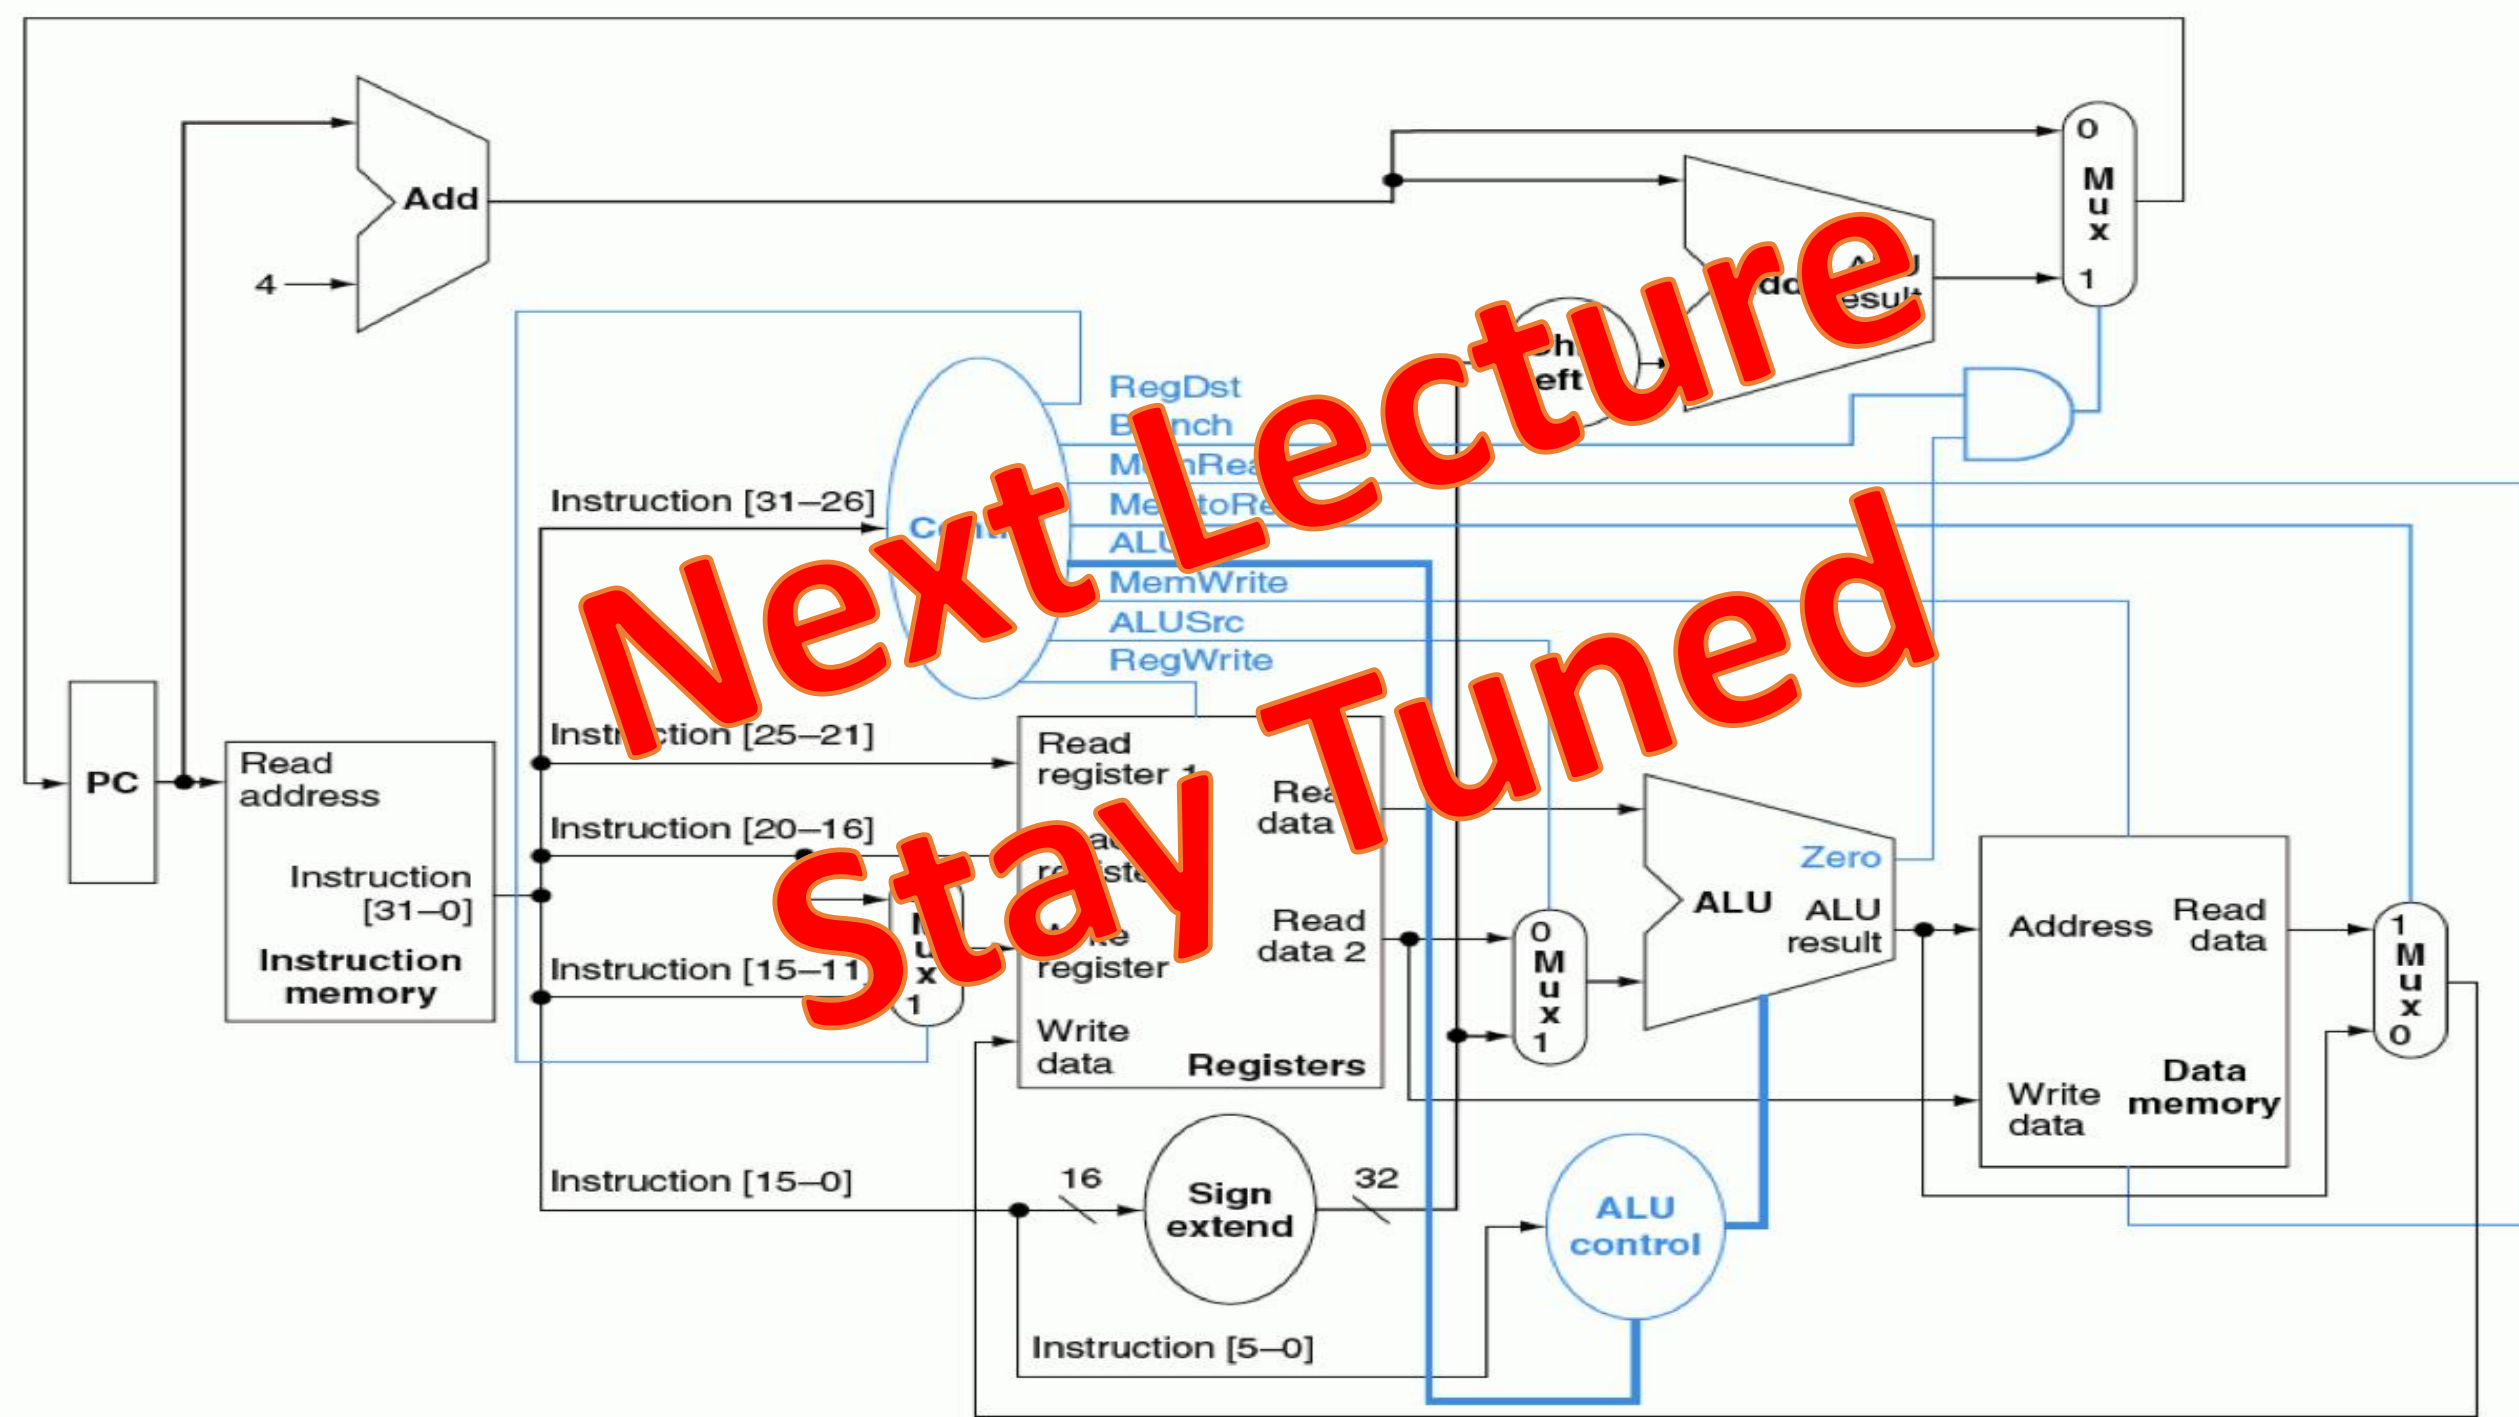 Next Lecture
Stay Tuned
0
M
u
x
1
Add
4
RegDst
MemWrite
ALUSrc
RegWrite
Instruction [31–26]
Instruction [25–21]
Instruction [20–16]
Instruction [15–11]
Instruction [15–0]
Instruction [5–0]
PC
Read
address
Instruction
[31–0]
Instruction
memory
u
x
1
Read
register 1
register
Write
data
data
Read
data 2
Registers
0
M
u
x
1
Zero
ALU
ALU
result
Address
Read
data
Write
data
Data
memory
1
M
u
x
0
16
Sign
extend
32
ALU
control